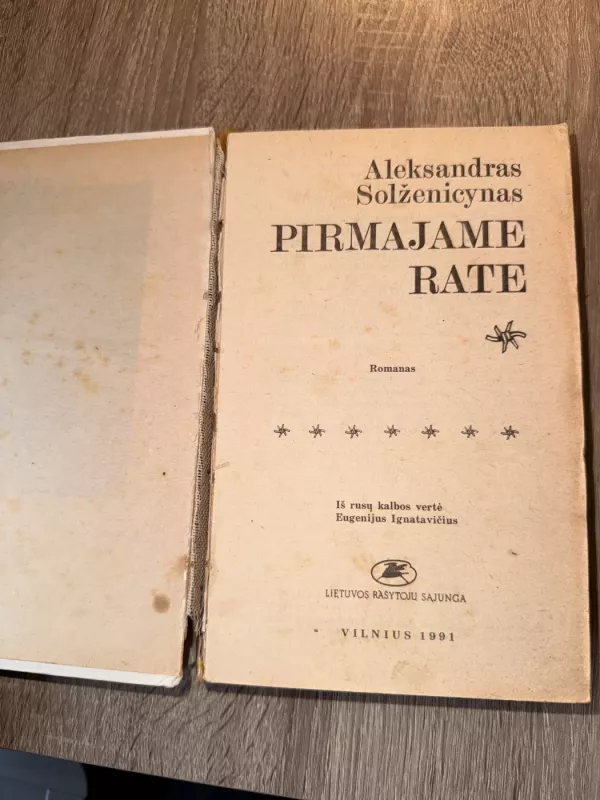 Aleksandras
Solženicynas
PIRMAJAME
RATE
Romanas
Iš rusų kalbos vertė
Eugenijus Ignatavičius
LIETUVOS RAŠYTOJŲ SĄJUNGA
VILNIUS 1991